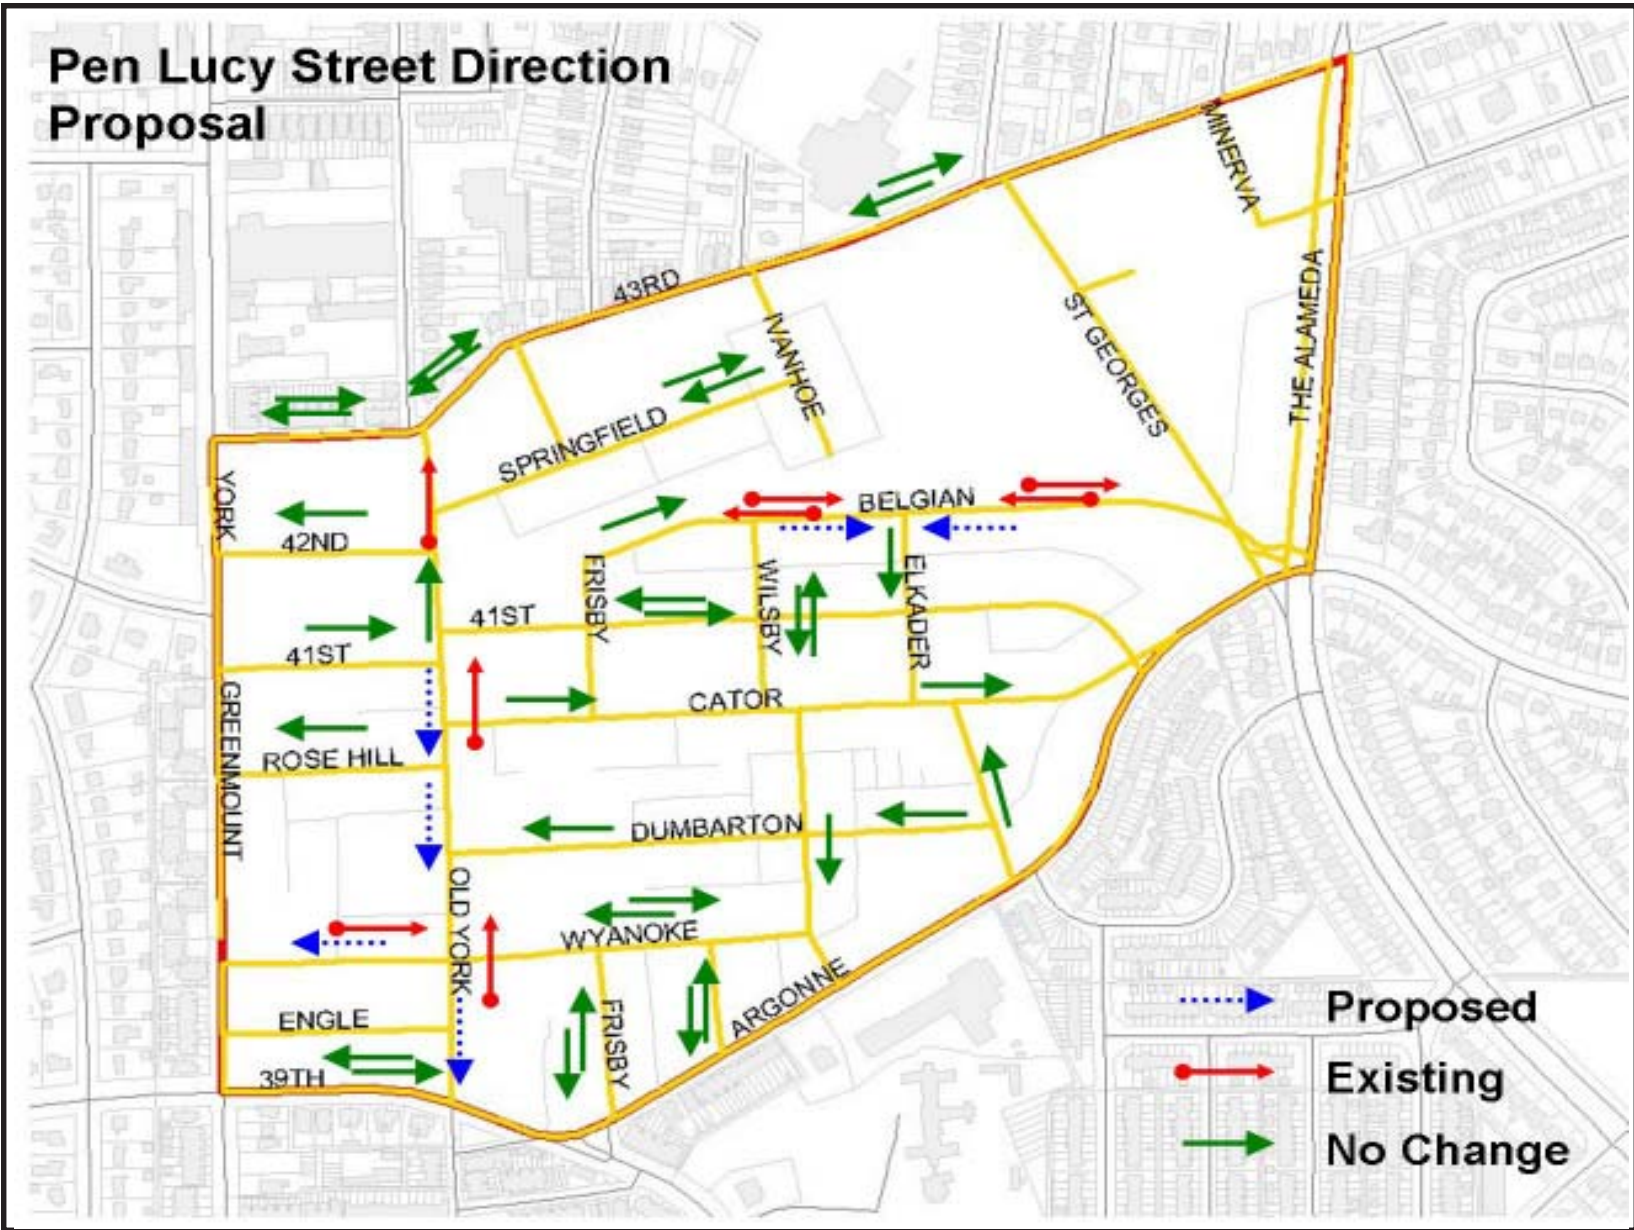 Pen Lucy Street Direction
Proposal
MINERVA
43RD
IVANHOE
ST GEORGES
THE ALAMEDA
SPRINGFIELD
YORK
42ND
BELGIAN
FRISBY
WILSBY
ELKADER
41ST
41ST
GREENMOUNT
CATOR
ROSE HILL
DUMBARTON
OLD YORK
WYANOKE
ARGONNE
ENGLE
FRISBY
39TH
Proposed
Existing
No Change